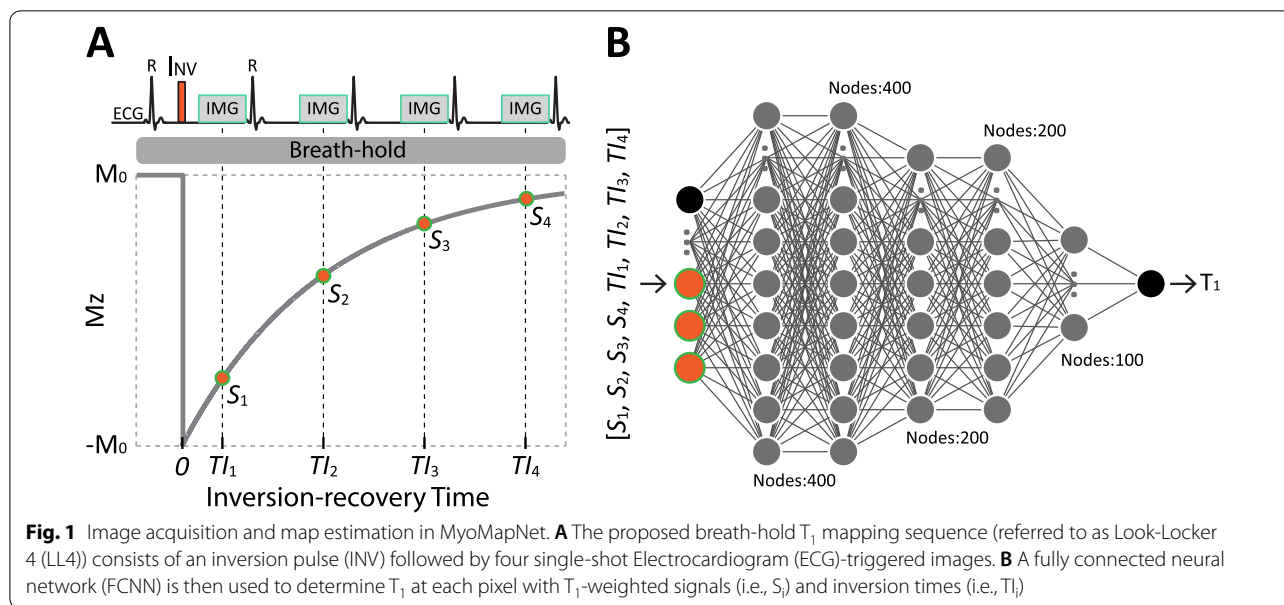 A
R
INV
R
ECG
IMG
IMG
IMG
IMG
Breath-hold
M₀
S₁
S₂
S₃
S₄
Mz
-M₀
0
TI₁
TI₂
TI₃
TI₄
Inversion-recovery Time
B
[S₁, S₂, S₃, S₄, TI₁, TI₂, TI₃, TI₄]
Nodes:400
Nodes:200
→T₁
Nodes:100
Nodes:200
Nodes:400
Fig. 1 Image acquisition and map estimation in MyoMapNet. A The proposed breath-hold T₁ mapping sequence (referred to as Look-Locker
4 (LL4)) consists of an inversion pulse (INV) followed by four single-shot Electrocardiogram (ECG)-triggered images. B A fully connected neural
network (FCNN) is then used to determine T₁ at each pixel with T₁-weighted signals (i.e., Sᵢ) and inversion times (i.e., TIᵢ)